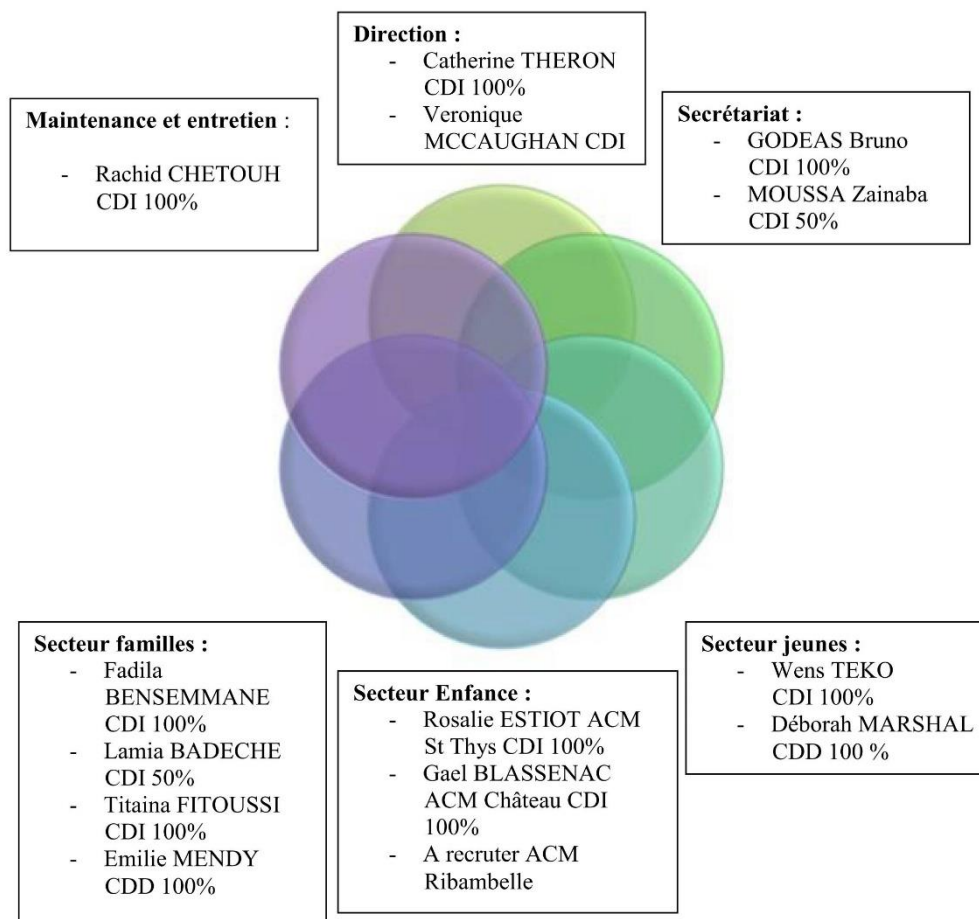 Direction :
- Catherine THERON
CDI 100%
- Veronique
MCCAUGHAN CDI
Maintenance et entretien :
- Rachid CHETOUH
CDI 100%
Secrétariat :
- GODEAS Bruno
CDI 100%
- MOUSSA Zainaba
CDI 50%
Secteur familles :
- Fadila
BENSEMMANE
CDI 100%
- Lamia BADECHE
CDI 50%
- Titaina FITOUSSI
CDI 100%
- Emilie MENDY
CDD 100%
Secteur Enfance :
- Rosalie ESTIOT ACM
St Thys CDI 100%
- Gael BLASSENAC
ACM Château CDI
100%
- A recruter ACM
Ribambelle
Secteur jeunes :
- Wens TEKO
CDI 100%
- Déborah MARSHAL
CDD 100 %